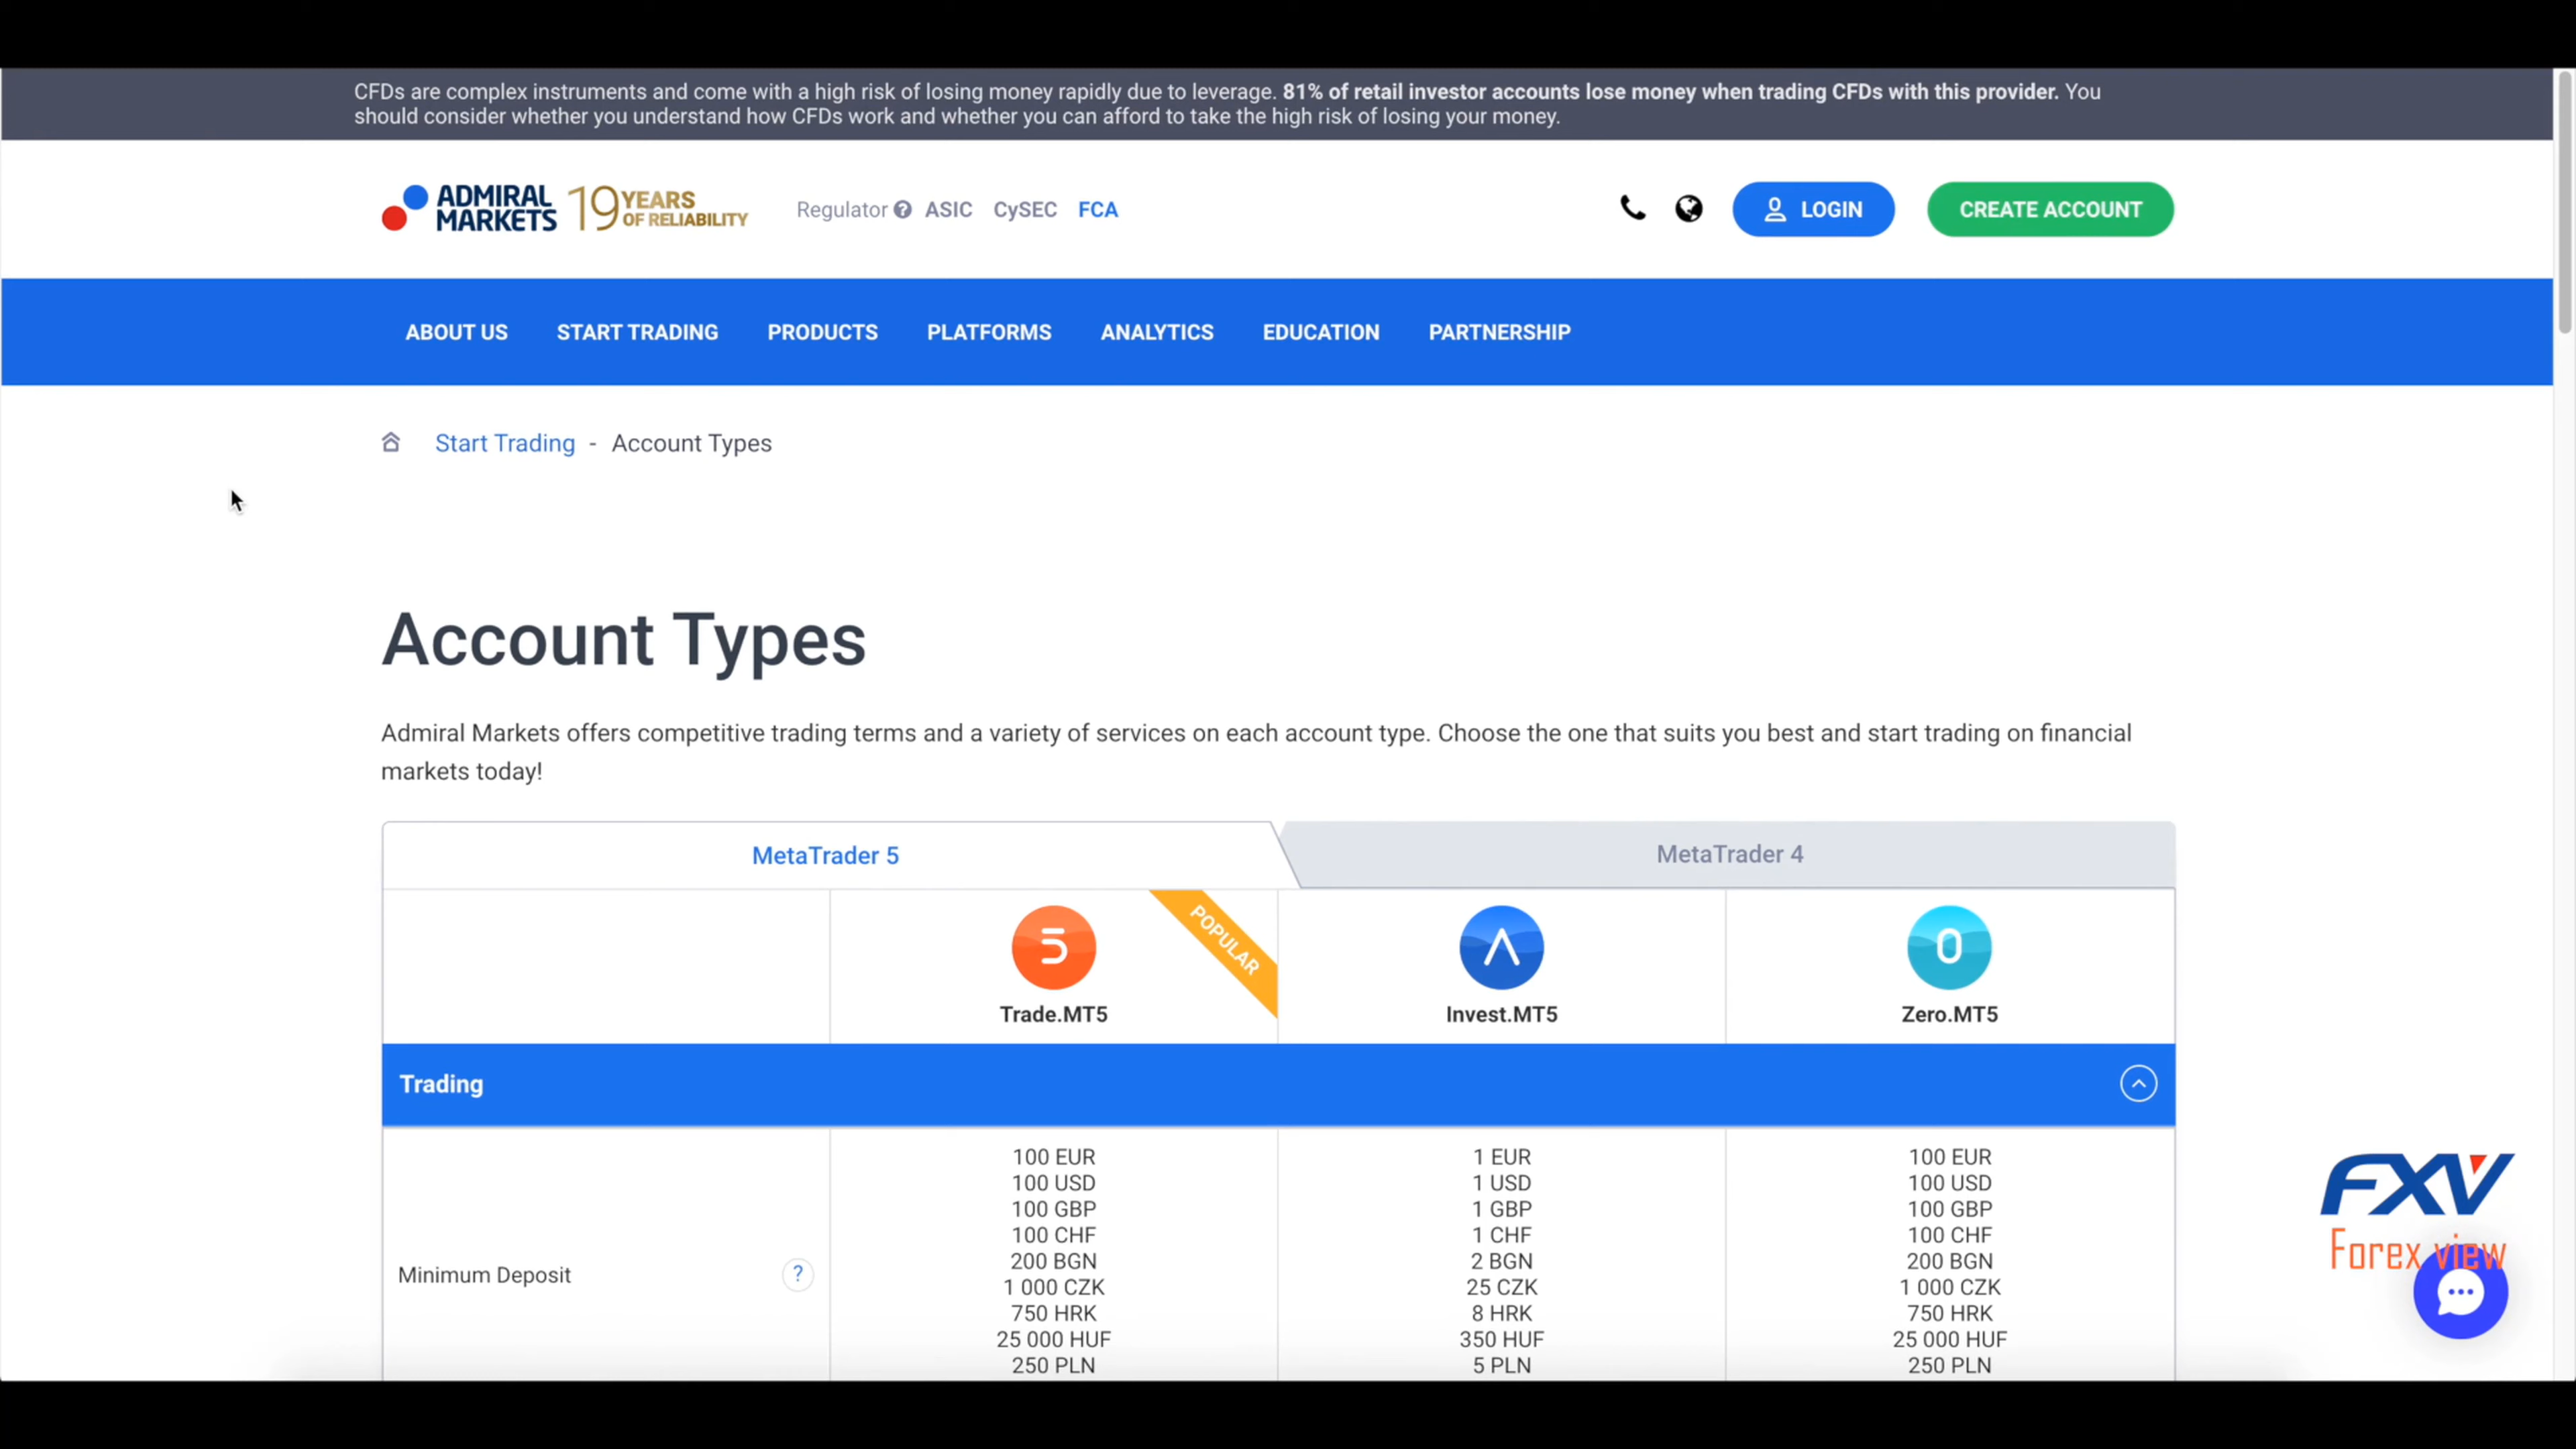 CFDs are complex instruments and come with a high risk of losing money rapidly due to leverage. 81% of retail investor accounts lose money when trading CFDs with this provider. You
should consider whether you understand how CFDs work and whether you can afford to take the high risk of losing your money.
ADMIRAL MARKETS 19 YEARS OF RELIABILITY Regulator ? ASIC CySEC FCA LOGIN CREATE ACCOUNT
ABOUT US START TRADING PRODUCTS PLATFORMS ANALYTICS EDUCATION PARTNERSHIP
Start Trading - Account Types
Account Types
Admiral Markets offers competitive trading terms and a variety of services on each account type. Choose the one that suits you best and start trading on financial
markets today!
MetaTrader 5 MetaTrader 4
POPULAR
Trade.MT5 Invest.MT5 Zero.MT5
Trading
100 EUR 1 EUR 100 EUR
100 USD 1 USD 100 USD
100 GBP 1 GBP 100 GBP
100 CHF 1 CHF 100 CHF
200 BGN 2 BGN 200 BGN
Minimum Deposit ?
1 000 CZK 25 CZK 1 000 CZK
750 HRK 8 HRK 750 HRK
25 000 HUF 350 HUF 25 000 HUF
250 PLN 5 PLN 250 PLN
FXV
Forex view